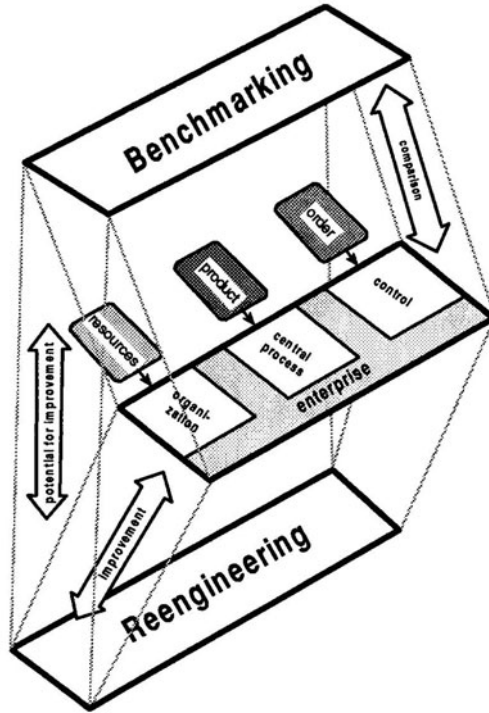 Benchmarking
comparison
order
product
resources
control
central
process
organi-
zation
enterprise
potential for improvement
improvement
Reengineering